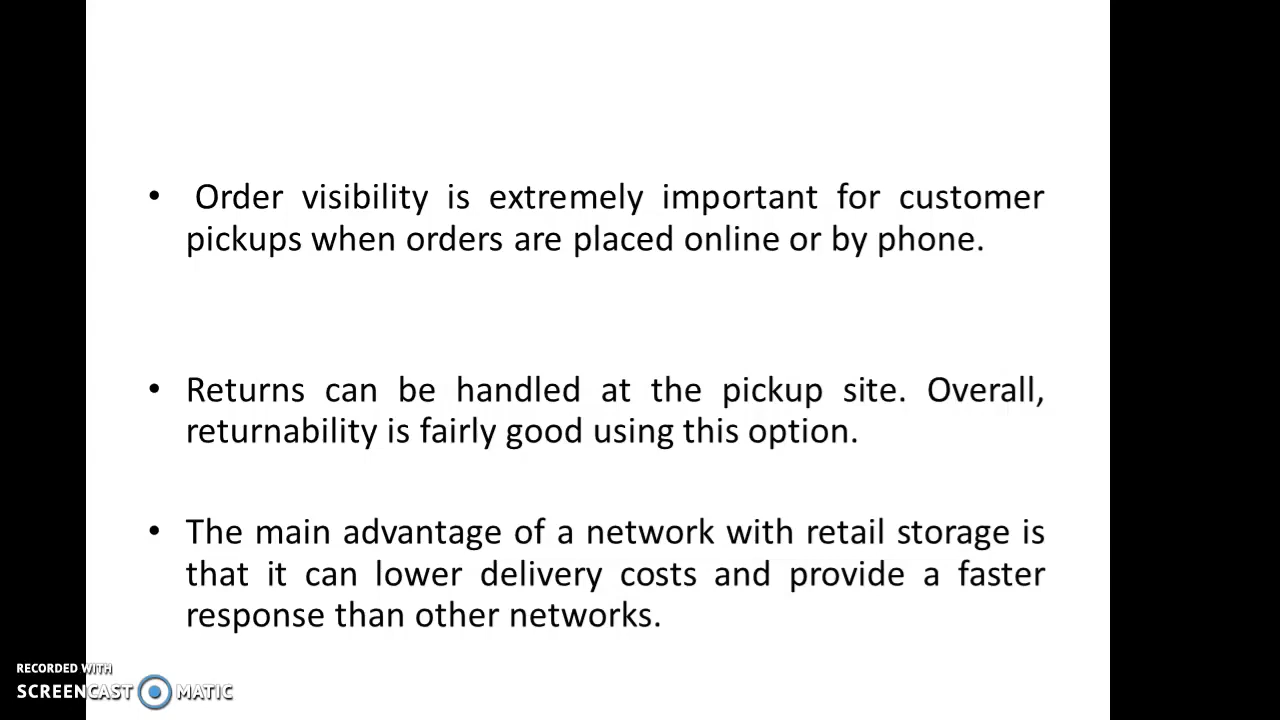 • Order visibility is extremely important for customer
pickups when orders are placed online or by phone.
• Returns can be handled at the pickup site. Overall,
returnability is fairly good using this option.
• The main advantage of a network with retail storage is
that it can lower delivery costs and provide a faster
response than other networks.
RECORDED WITH
SCREENCAST MATIC